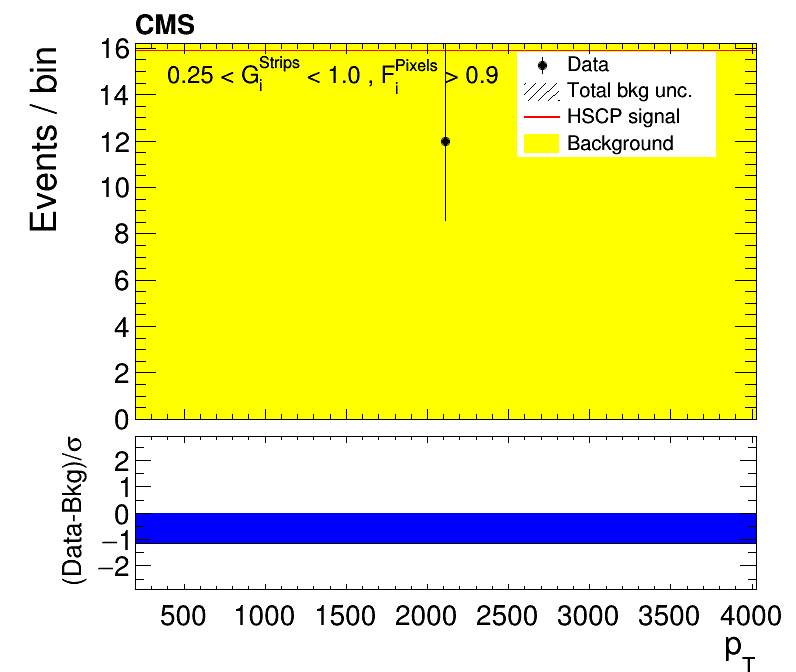 CMS
Events / bin
16
14
12
10
8
6
4
2
0
0.25 < G_i^Strips < 1.0 , F_i^Pixels > 0.9
Data
Total bkg unc.
HSCP signal
Background
(Data-Bkg)/σ
2
1
0
−1
−2
500 1000 1500 2000 2500 3000 3500 4000
p_T